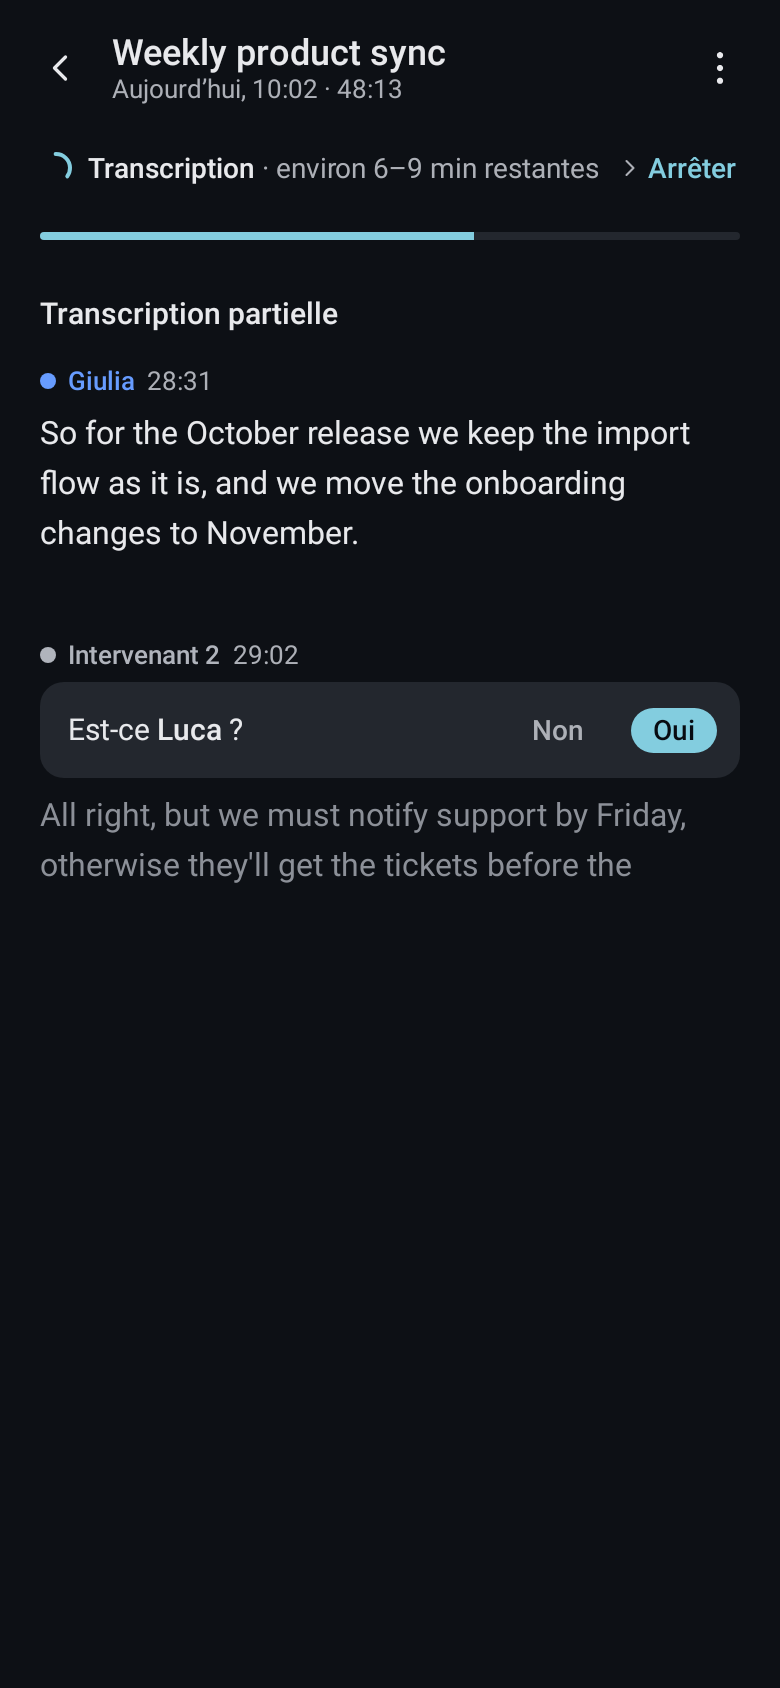 Weekly product sync
Aujourd’hui, 10:02 · 48:13
Transcription · environ 6–9 min restantes > Arrêter
Transcription partielle
Giulia 28:31
So for the October release we keep the import
flow as it is, and we move the onboarding
changes to November.
Intervenant 2 29:02
Est-ce Luca ? Non Oui
All right, but we must notify support by Friday,
otherwise they'll get the tickets before the